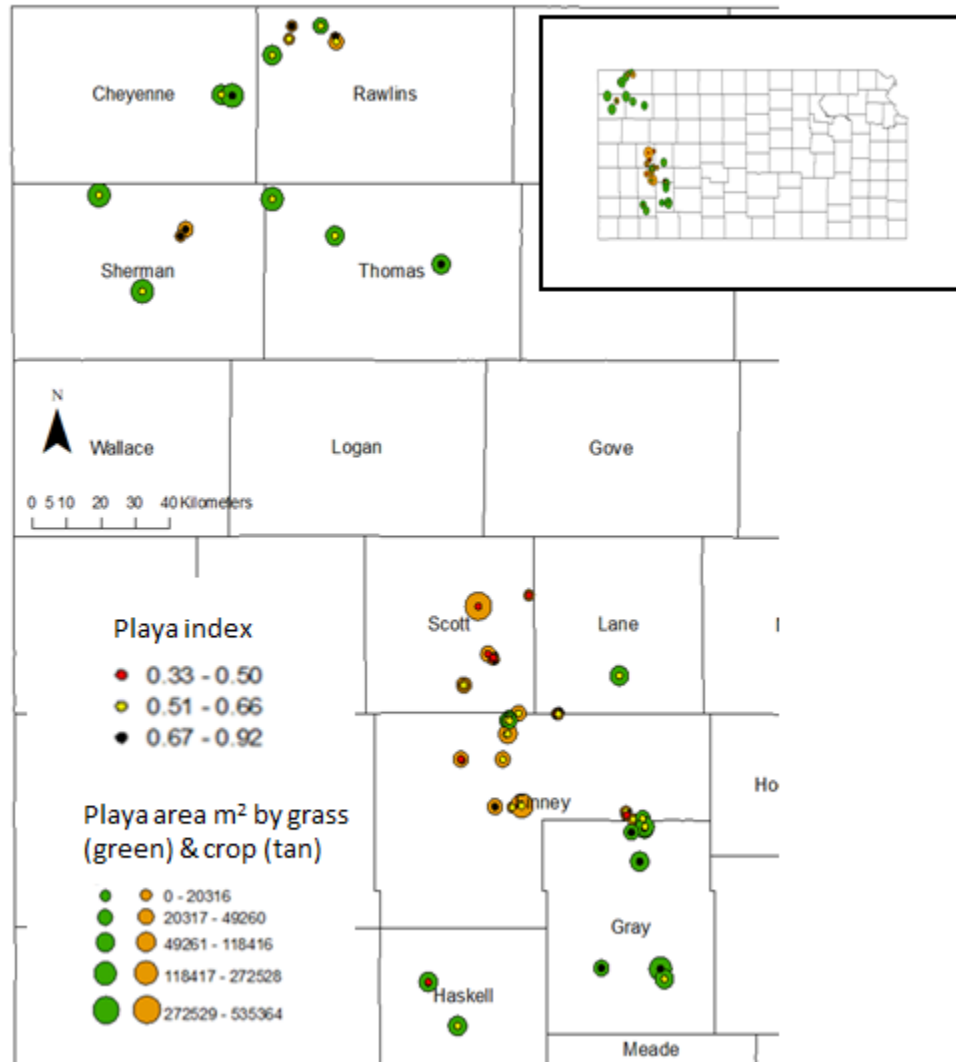 Cheyenne
Rawlins
Sherman
Thomas
N
Wallace
Logan
Gove
0 5 10 20 30 40 Kilometers
Scott
Lane
Playa index
0.33 - 0.50
0.51 - 0.66
0.67 - 0.92
Finney
Ho
Playa area m² by grass
(green) & crop (tan)
0 - 20316
20317 - 49260
49261 - 118416
118417 - 272528
272529 - 535364
Gray
Haskell
Meade